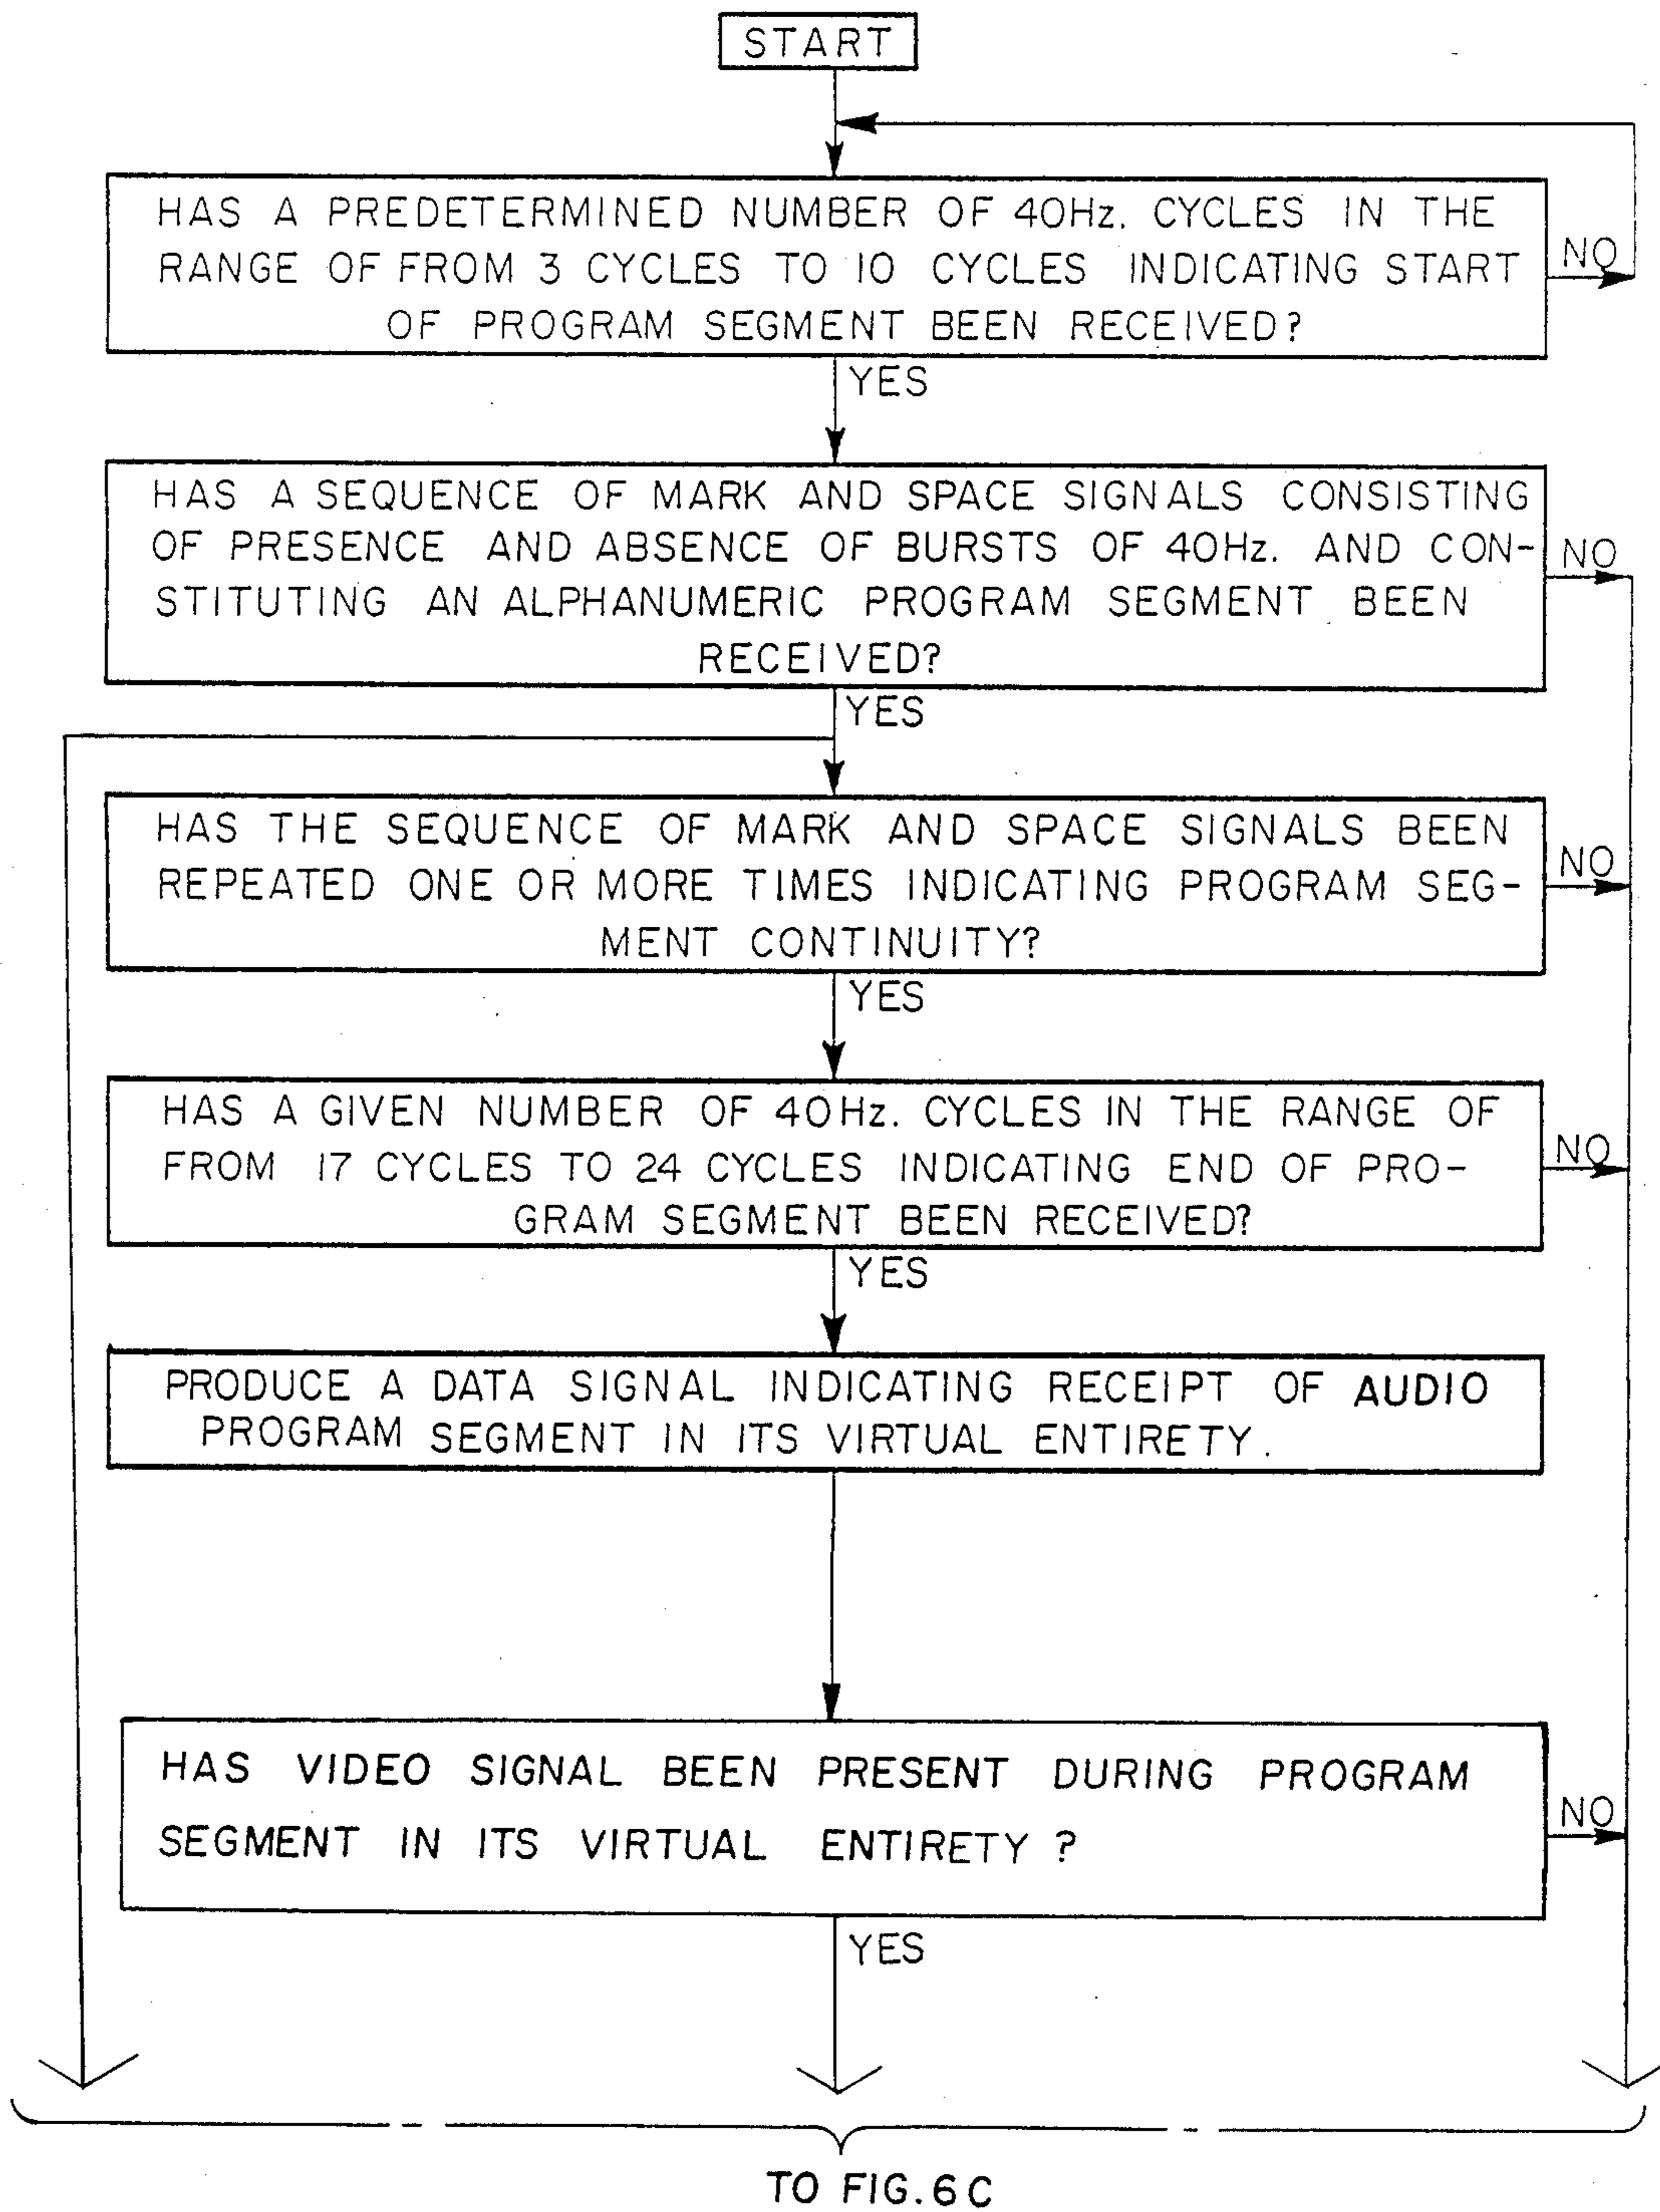 START
HAS A PREDETERMINED NUMBER OF 40Hz. CYCLES IN THE
RANGE OF FROM 3 CYCLES TO 10 CYCLES INDICATING START
OF PROGRAM SEGMENT BEEN RECEIVED?
NO
YES
HAS A SEQUENCE OF MARK AND SPACE SIGNALS CONSISTING
OF PRESENCE AND ABSENCE OF BURSTS OF 40Hz. AND CON-
STITUTING AN ALPHANUMERIC PROGRAM SEGMENT BEEN
RECEIVED?
NO
YES
HAS THE SEQUENCE OF MARK AND SPACE SIGNALS BEEN
REPEATED ONE OR MORE TIMES INDICATING PROGRAM SEG-
MENT CONTINUITY?
NO
YES
HAS A GIVEN NUMBER OF 40Hz. CYCLES IN THE RANGE OF
FROM 17 CYCLES TO 24 CYCLES INDICATING END OF PRO-
GRAM SEGMENT BEEN RECEIVED?
NO
YES
PRODUCE A DATA SIGNAL INDICATING RECEIPT OF AUDIO
PROGRAM SEGMENT IN ITS VIRTUAL ENTIRETY.
HAS VIDEO SIGNAL BEEN PRESENT DURING PROGRAM
SEGMENT IN ITS VIRTUAL ENTIRETY ?
NO
YES
TO FIG. 6C